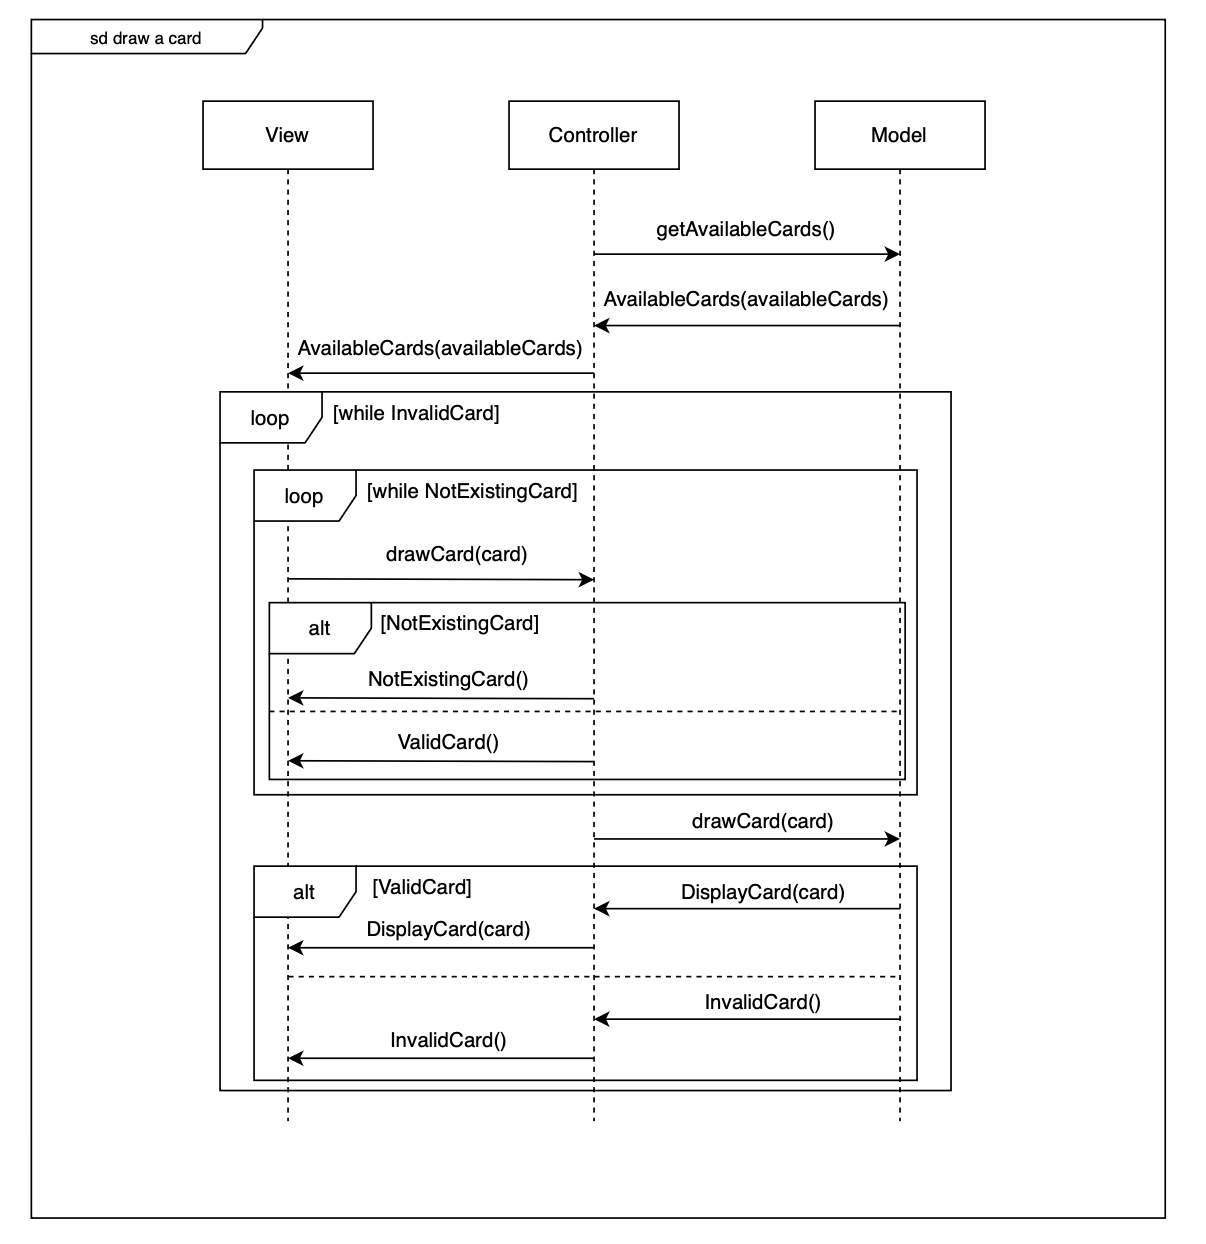 sd draw a card
View
Controller
Model
getAvailableCards()
AvailableCards(availableCards)
AvailableCards(availableCards)
loop
[while InvalidCard]
loop
[while NotExistingCard]
drawCard(card)
alt
[NotExistingCard]
NotExistingCard()
ValidCard()
drawCard(card)
alt
[ValidCard]
DisplayCard(card)
DisplayCard(card)
InvalidCard()
InvalidCard()